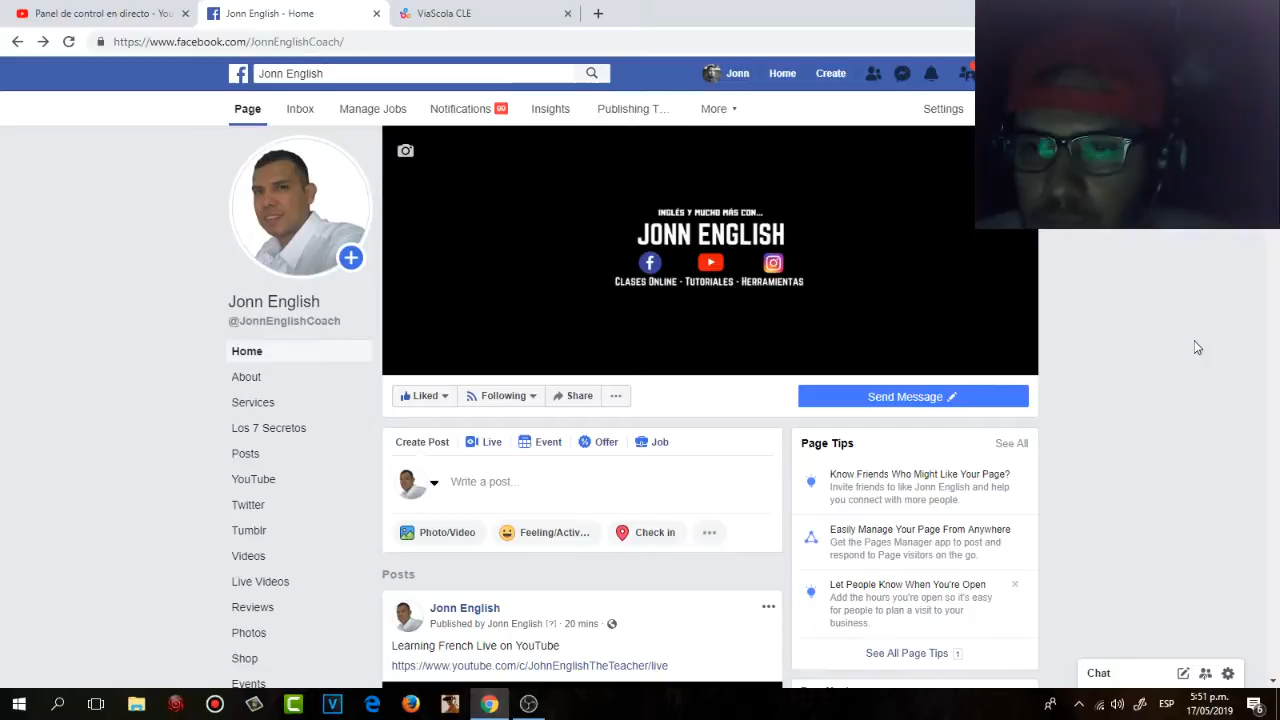 Panel de control en directo - You
Jonn English - Home
ViaScola CLE
https://www.facebook.com/JonnEnglishCoach/
Jonn English
Jonn
Home
Create
Page
Inbox
Manage Jobs
Notifications
Insights
Publishing T…
More
Settings
INGLÉS Y MUCHO MÁS CON...
JONN ENGLISH
CLASES ONLINE - TUTORIALES - HERRAMIENTAS
Jonn English
@JonnEnglishCoach
Home
About
Services
Los 7 Secretos
Posts
YouTube
Twitter
Tumblr
Videos
Live Videos
Reviews
Photos
Shop
Events
Liked
Following
Share
Send Message
Create Post
Live
Event
Offer
Job
Write a post...
Photo/Video
Feeling/Activ...
Check in
Posts
Jonn English
Published by Jonn English [?] · 20 mins ·
Learning French Live on YouTube
https://www.youtube.com/c/JohnEnglishTheTeacher/live
Page Tips
See All
Know Friends Who Might Like Your Page?
Invite friends to like Jonn English and help
you connect with more people.
Easily Manage Your Page From Anywhere
Get the Pages Manager app to post and
respond to Page visitors on the go.
Let People Know When You're Open
Add the hours you're open so it's easy
for people to plan a visit to your
business.
See All Page Tips 1
Chat
ESP
5:51 p.m.
17/05/2019